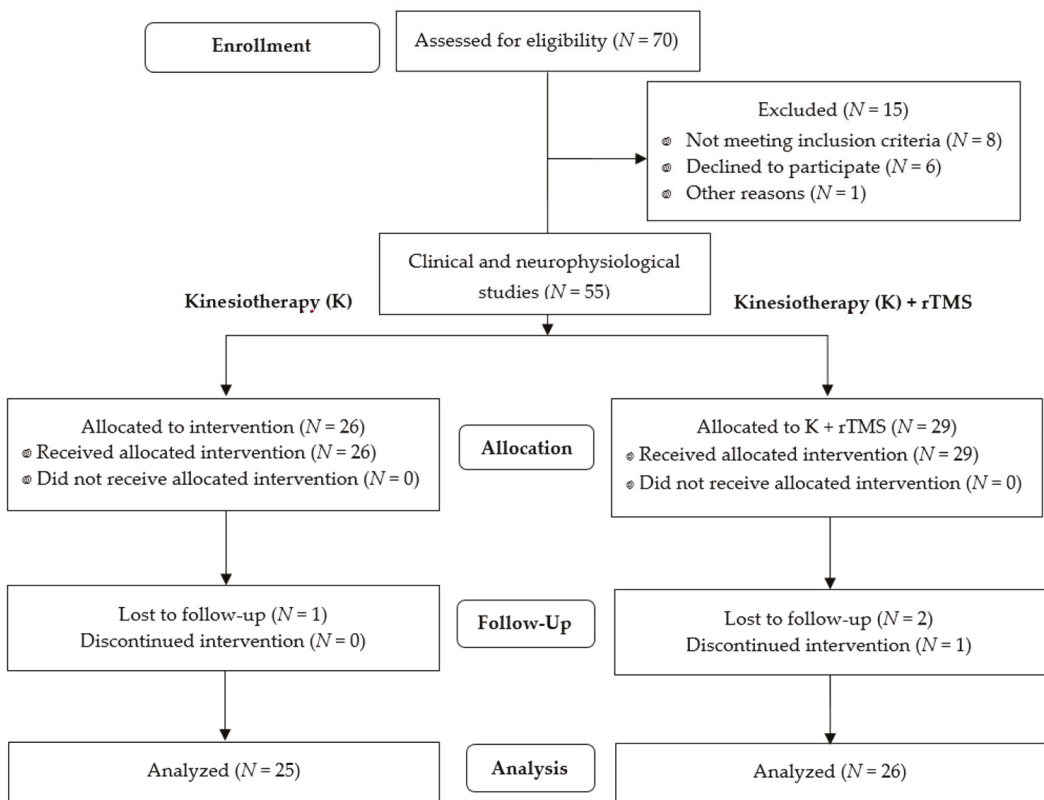 Enrollment
Assessed for eligibility (N = 70)
Excluded (N = 15)
Not meeting inclusion criteria (N = 8)
Declined to participate (N = 6)
Other reasons (N = 1)
Clinical and neurophysiological
studies (N = 55)
Kinesiotherapy (K)
Kinesiotherapy (K) + rTMS
Allocated to intervention (N = 26)
Received allocated intervention (N = 26)
Did not receive allocated intervention (N = 0)
Allocation
Allocated to K + rTMS (N = 29)
Received allocated intervention (N = 29)
Did not receive allocated intervention (N = 0)
Lost to follow-up (N = 1)
Discontinued intervention (N = 0)
Follow-Up
Lost to follow-up (N = 2)
Discontinued intervention (N = 1)
Analyzed (N = 25)
Analysis
Analyzed (N = 26)